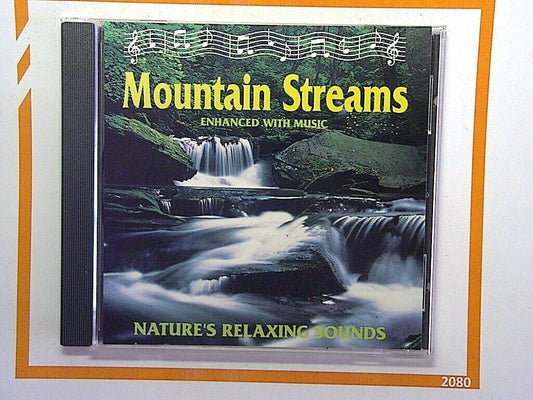 Mountain Streams
ENHANCED WITH MUSIC
NATURE'S RELAXING SOUNDS
2080